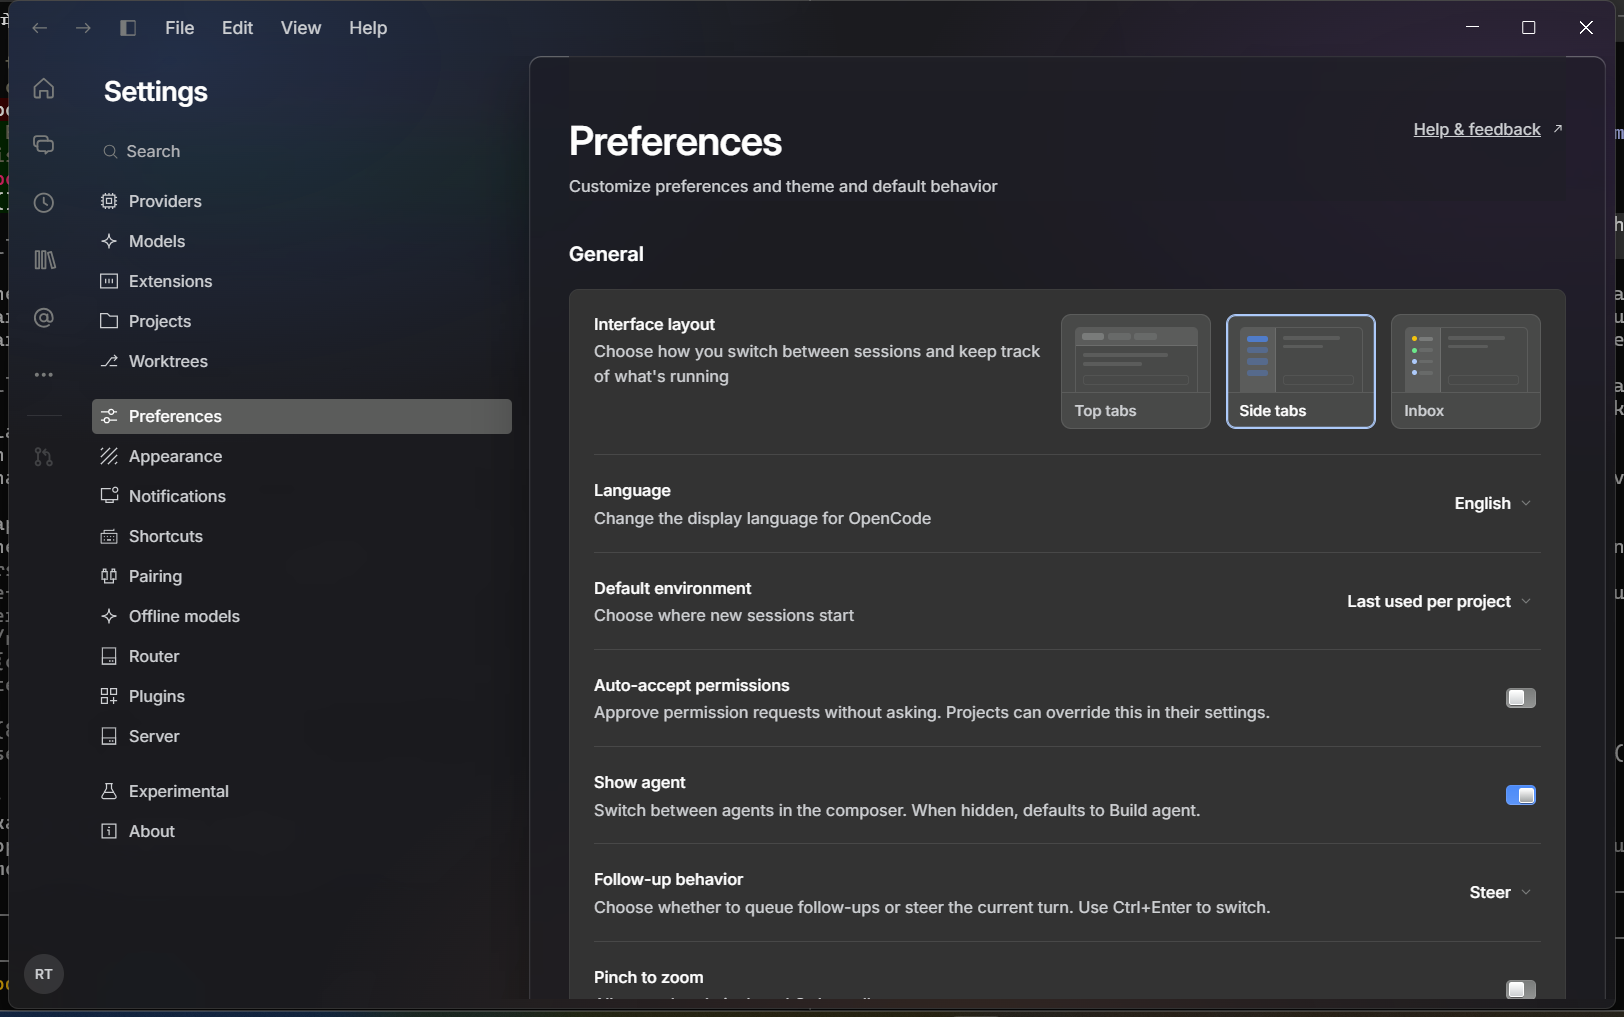 File Edit View Help
Settings
Search
Providers
Models
Extensions
Projects
Worktrees
Preferences
Appearance
Notifications
Shortcuts
Pairing
Offline models
Router
Plugins
Server
Experimental
About
RT
Preferences
Help & feedback
Customize preferences and theme and default behavior
General
Interface layout
Choose how you switch between sessions and keep track
of what's running
Top tabs
Side tabs
Inbox
Language
Change the display language for OpenCode
English
Default environment
Choose where new sessions start
Last used per project
Auto-accept permissions
Approve permission requests without asking. Projects can override this in their settings.
Show agent
Switch between agents in the composer. When hidden, defaults to Build agent.
Follow-up behavior
Choose whether to queue follow-ups or steer the current turn. Use Ctrl+Enter to switch.
Steer
Pinch to zoom